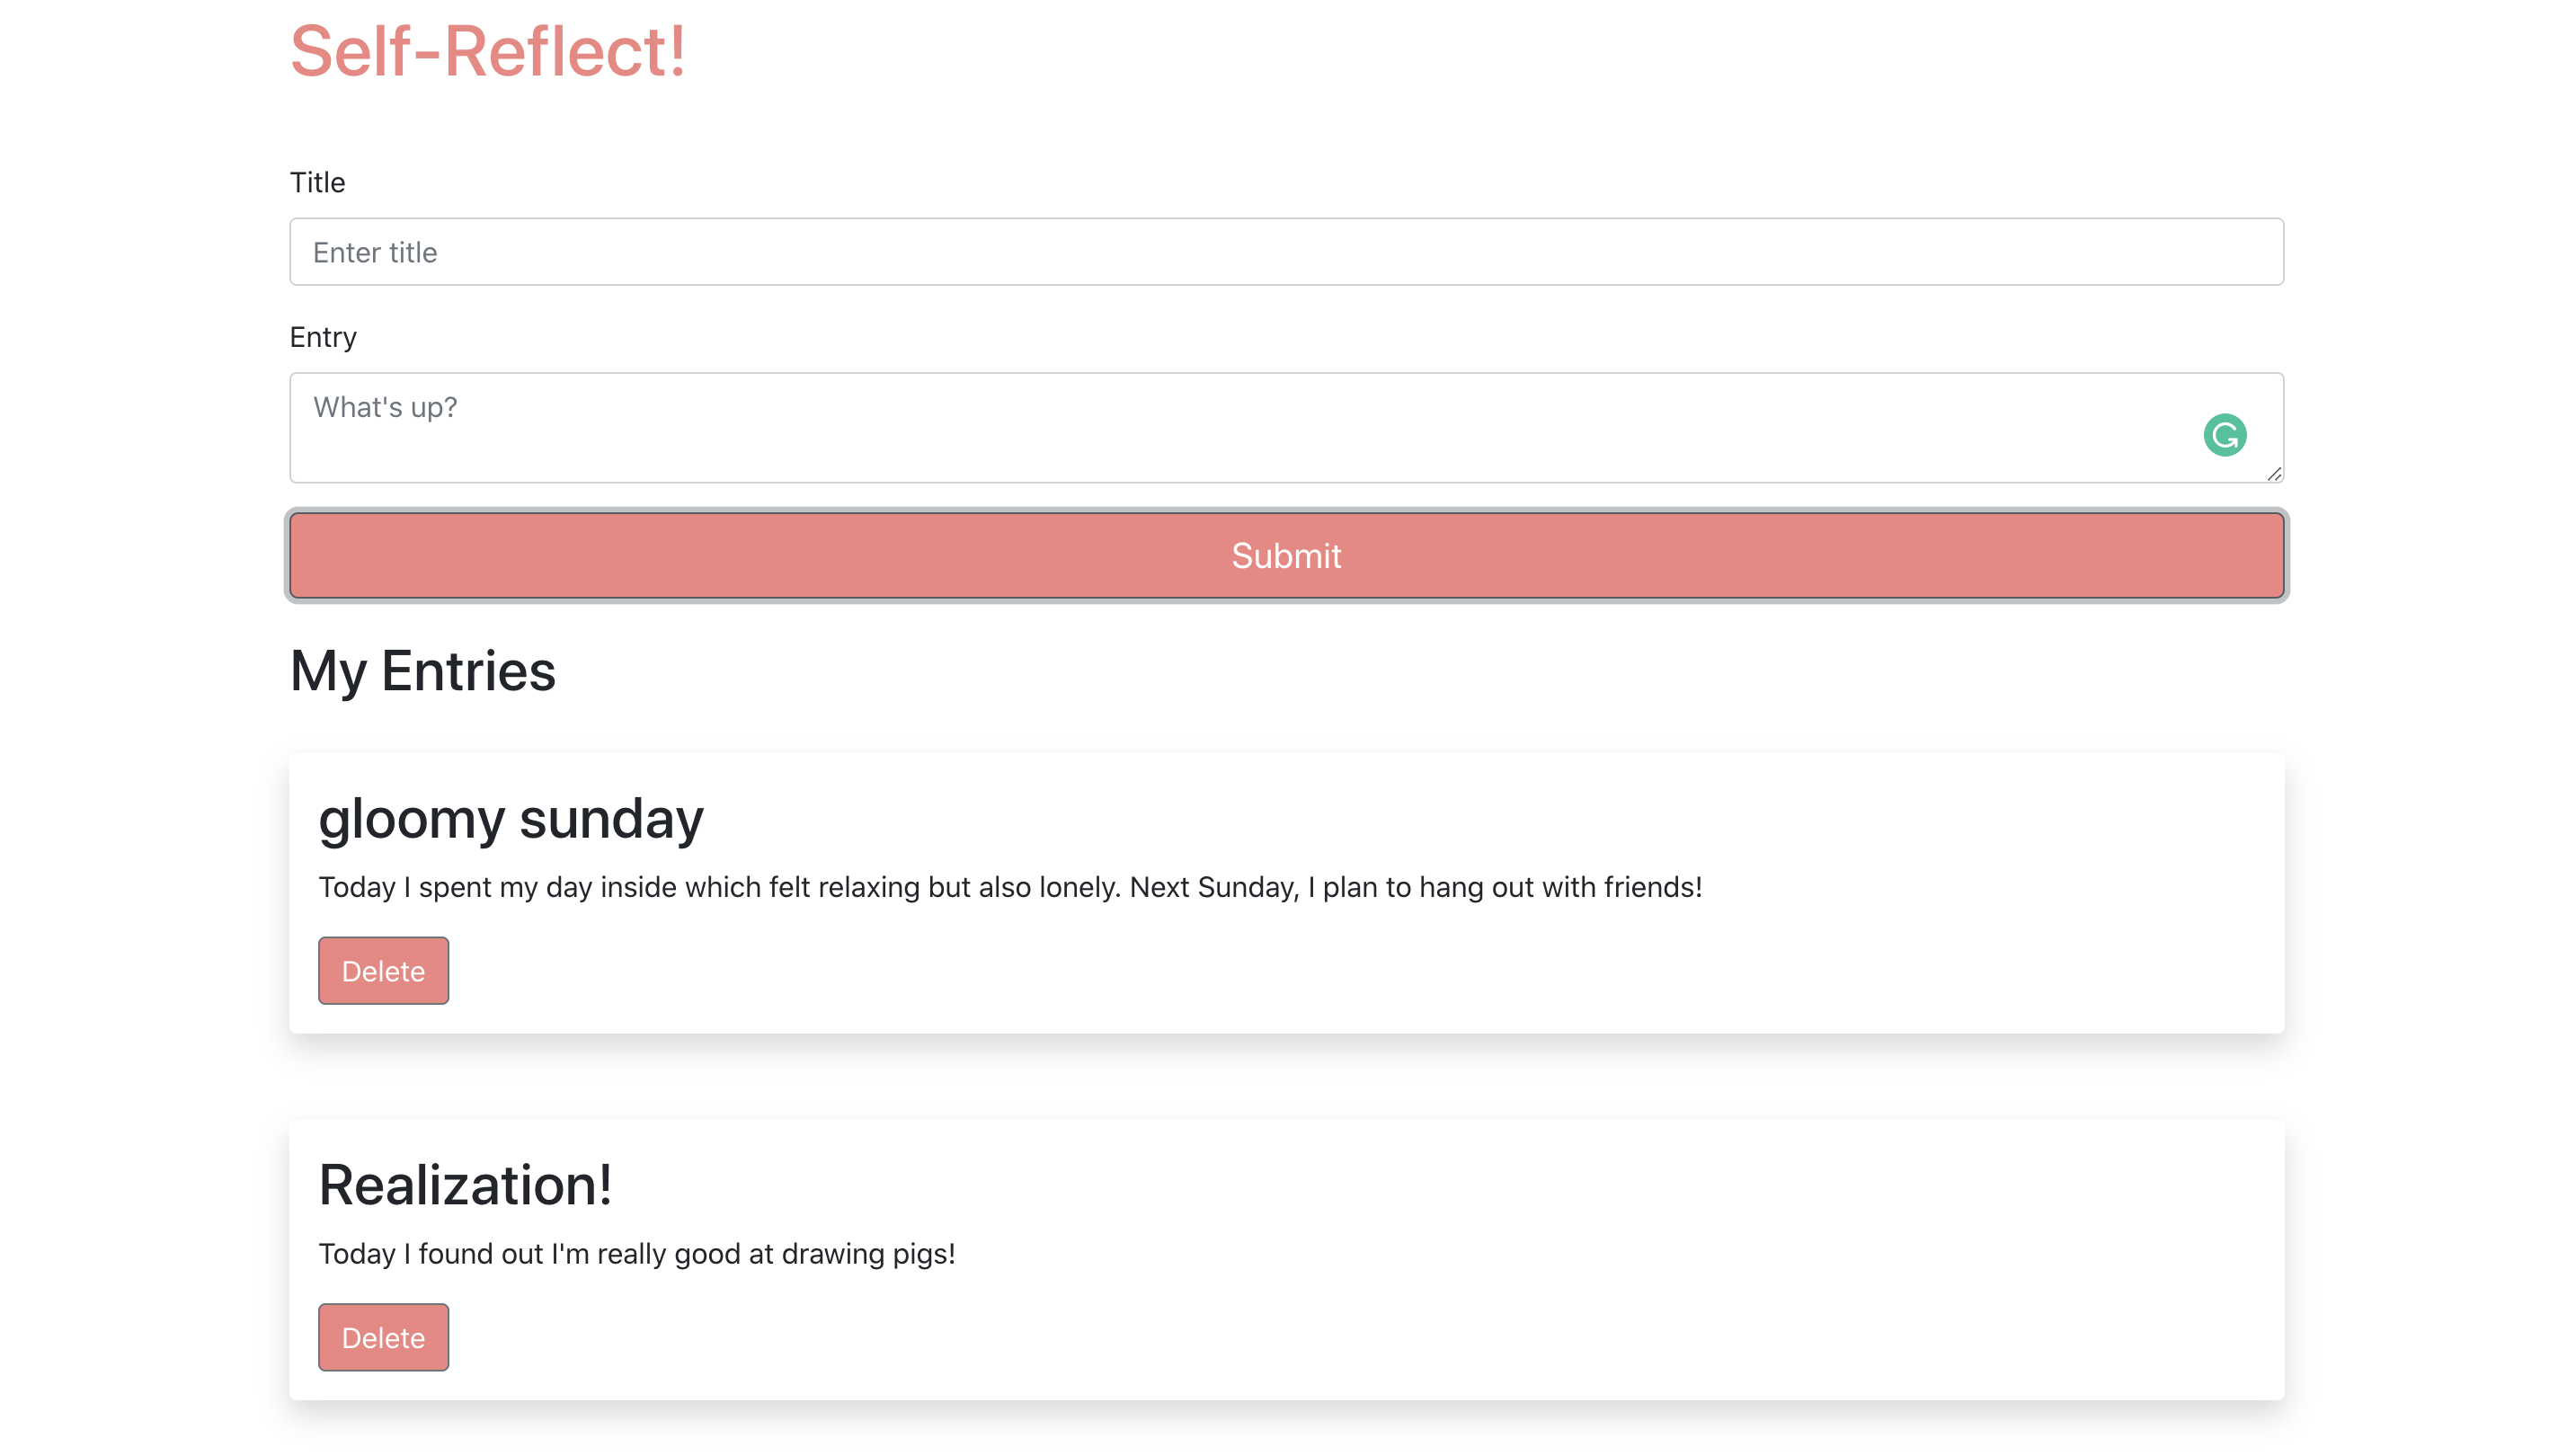 Self-Reflect!
Title
Enter title
Entry
What's up?
Submit
My Entries
gloomy sunday
Today I spent my day inside which felt relaxing but also lonely. Next Sunday, I plan to hang out with friends!
Delete
Realization!
Today I found out I'm really good at drawing pigs!
Delete